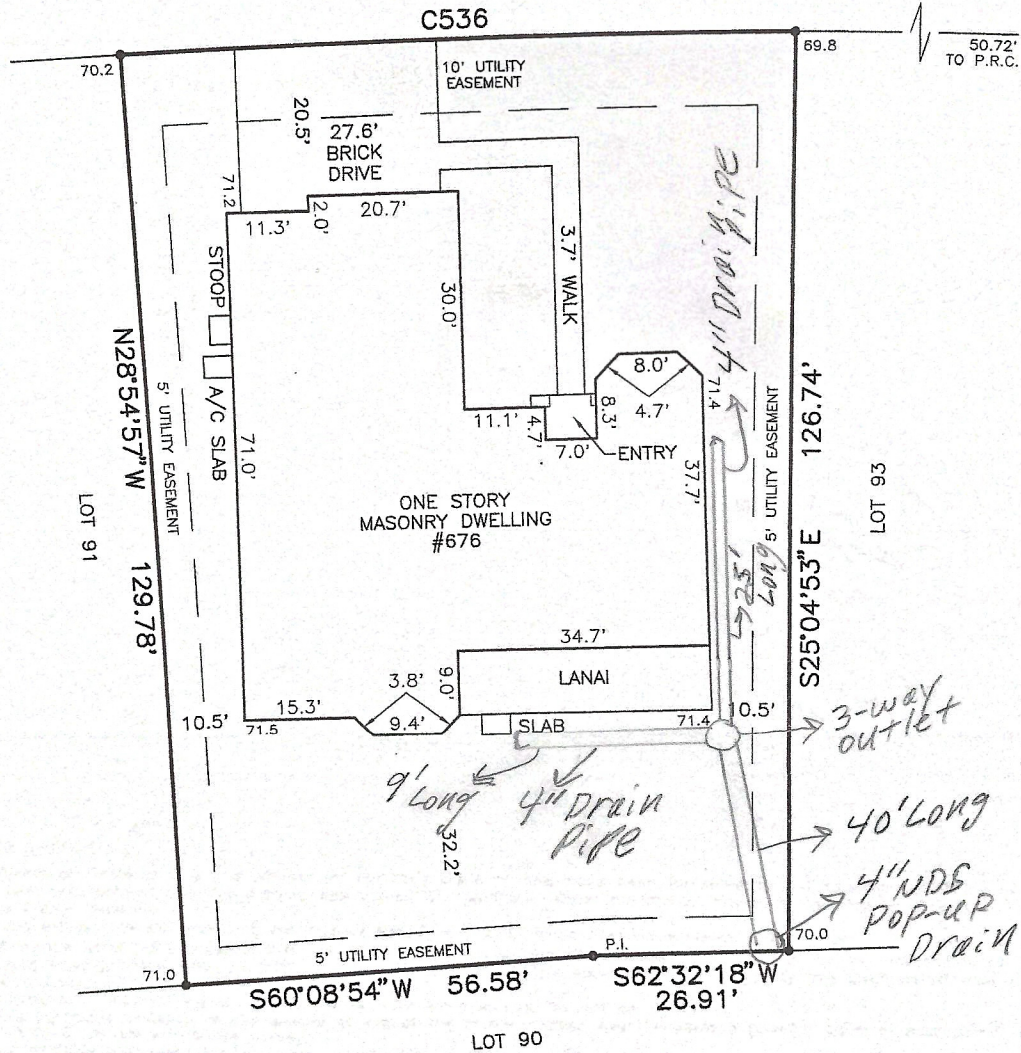 C536
70.2
69.8
50.72'
TO P.R.C.
10' UTILITY
EASEMENT
20.5'
27.6'
BRICK
DRIVE
71.2
11.3'
2.0'
20.7'
STOOP
A/C SLAB
30.0'
3.7' WALK
4" Drain Pipe
8.0'
4.7'
71.4
11.1'
4.7'
8.3'
7.0'
ENTRY
N28°54'57"W 129.78'
5' UTILITY EASEMENT
71.0'
LOT 91
ONE STORY
MASONRY DWELLING
#676
37.7'
25'
Long
5' UTILITY EASEMENT
S25°04'53"E 126.74'
LOT 93
34.7'
LANAI
9.0'
3.8'
9.4'
15.3'
71.5
10.5'
SLAB
71.4
10.5'
3-way
outlet
9' Long
4" Drain
Pipe
32.2'
40' Long
4" NDS
POP-UP
Drain
70.0
5' UTILITY EASEMENT
P.I.
71.0
S60°08'54"W 56.58'
S62°32'18"W
26.91'
LOT 90